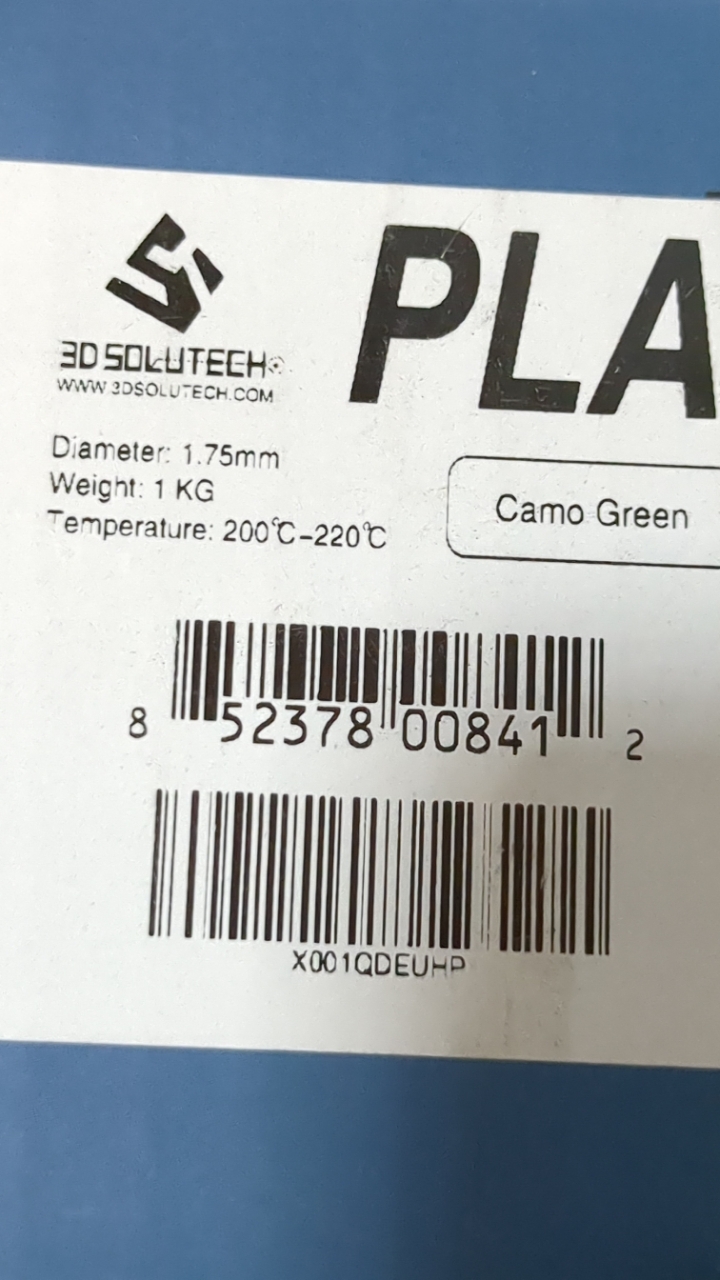 3D SOLUTECH
WWW.3DSOLUTECH.COM
PLA
Diameter: 1.75mm
Weight: 1 KG
Temperature: 200℃-220℃
Camo Green
8 52378 00841 2
X001QDEUHP